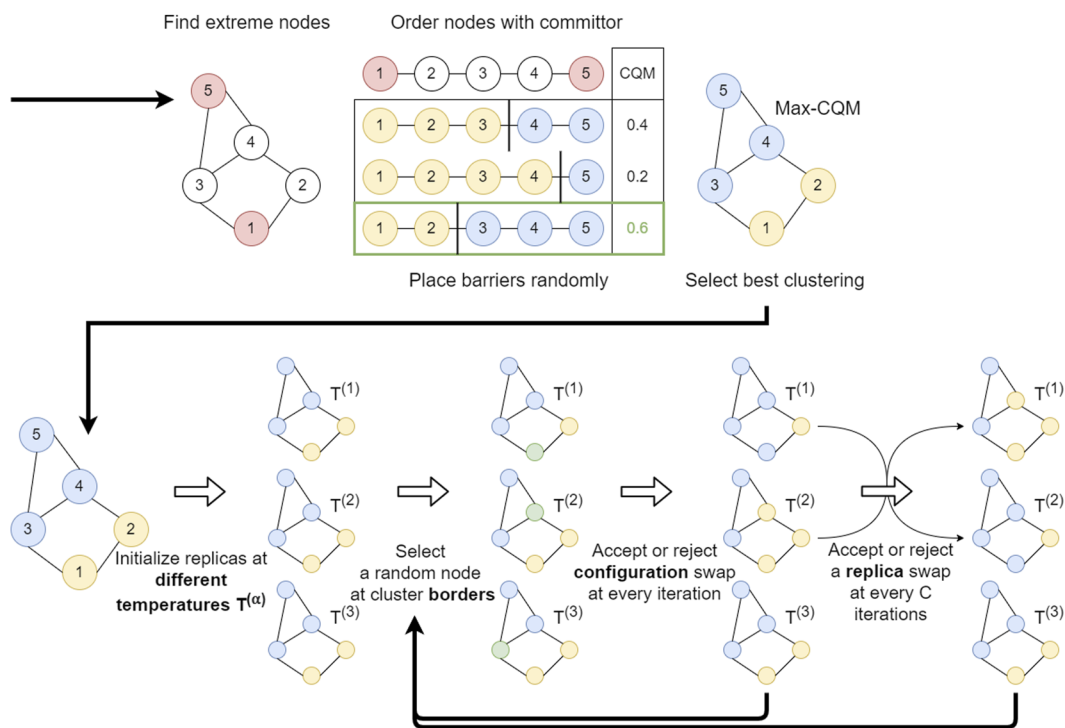 Find extreme nodes
Order nodes with committor
5
4
3
2
1
1 2 3 4 5 CQM
1 2 3 4 5 0.4
1 2 3 4 5 0.2
1 2 3 4 5 0.6
Place barriers randomly
5
Max-CQM
4
3
2
1
Select best clustering
5
4
3
2
1
Initialize replicas at
different
temperatures T(α)
T(1)
T(2)
T(3)
Select
a random node
at cluster borders
T(1)
T(2)
T(3)
Accept or reject
configuration swap
at every iteration
T(1)
T(2)
T(3)
Accept or reject
a replica swap
at every C
iterations
T(1)
T(2)
T(3)